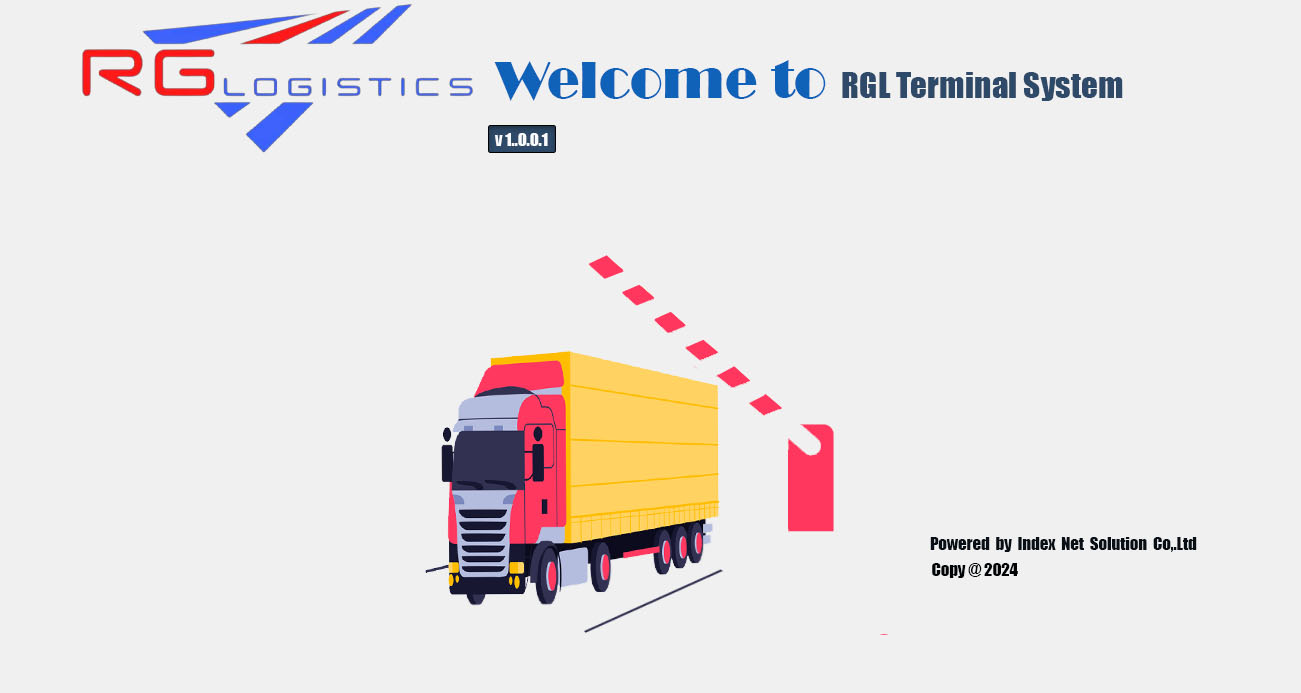 RG LOGISTICS
Welcome to RGL Terminal System
v 1..0.0.1
Powered by Index Net Solution Co,.Ltd
Copy @ 2024